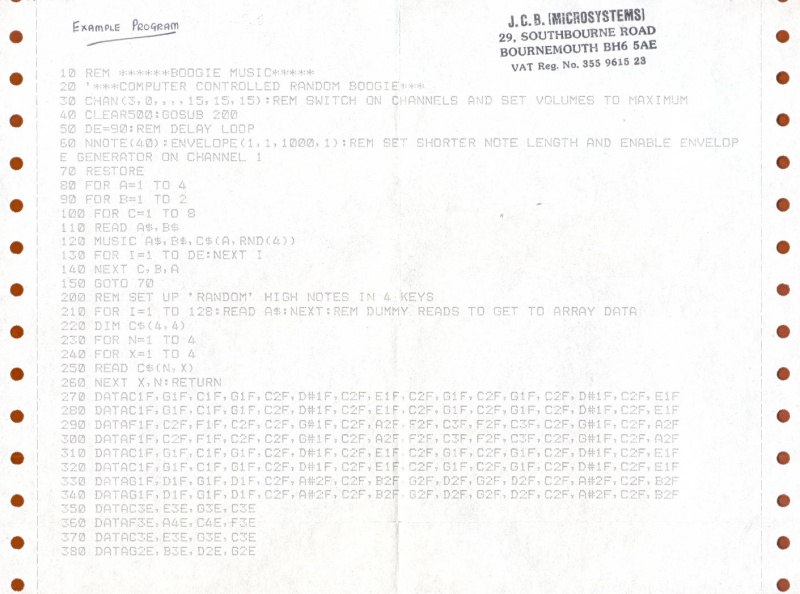 EXAMPLE PROGRAM
J.C.B. (MICROSYSTEMS)
29, SOUTHBOURNE ROAD
BOURNEMOUTH BH6 5AE
VAT Reg. No. 355 9615 23
10 REM ******BOOGIE MUSIC*****
20 '***COMPUTER CONTROLLED RANDOM BOOGIE***
30 CHAN(3,0,,,,15,15,15):REM SWITCH ON CHANNELS AND SET VOLUMES TO MAXIMUM
40 CLEAR500:GOSUB 200
50 DE=90:REM DELAY LOOP
60 NNOTE(40):ENVELOPE(1,1,1000,1):REM SET SHORTER NOTE LENGTH AND ENABLE ENVELOP
E GENERATOR ON CHANNEL 1
70 RESTORE
80 FOR A=1 TO 4
90 FOR B=1 TO 2
100 FOR C=1 TO 8
110 READ A$,B$
120 MUSIC A$,B$,C$(A,RND(4))
130 FOR I=1 TO DE:NEXT I
140 NEXT C,B,A
150 GOTO 70
200 REM SET UP 'RANDOM' HIGH NOTES IN 4 KEYS
210 FOR I=1 TO 128:READ A$:NEXT:REM DUMMY READS TO GET TO ARRAY DATA
220 DIM C$(4,4)
230 FOR N=1 TO 4
240 FOR X=1 TO 4
250 READ C$(N,X)
260 NEXT X,N:RETURN
270 DATAC1F,G1F,C1F,G1F,C2F,D#1F,C2F,E1F,C2F,G1F,C2F,G1F,C2F,D#1F,C2F,E1F
280 DATAC1F,G1F,C1F,G1F,C2F,D#1F,C2F,E1F,C2F,G1F,C2F,G1F,C2F,D#1F,C2F,E1F
290 DATAF1F,C2F,F1F,C2F,C2F,G#1F,C2F,A2F,F2F,C3F,F2F,C3F,C2F,G#1F,C2F,A2F
300 DATAF1F,C2F,F1F,C2F,C2F,G#1F,C2F,A2F,F2F,C3F,F2F,C3F,C2F,G#1F,C2F,A2F
310 DATAC1F,G1F,C1F,G1F,C2F,D#1F,C2F,E1F,C2F,G1F,C2F,G1F,C2F,D#1F,C2F,E1F
320 DATAC1F,G1F,C1F,G1F,C2F,D#1F,C2F,E1F,C2F,G1F,C2F,G1F,C2F,D#1F,C2F,E1F
330 DATAG1F,D1F,G1F,D1F,C2F,A#2F,C2F,B2F,G2F,D2F,G2F,D2F,C2F,A#2F,C2F,B2F
340 DATAG1F,D1F,G1F,D1F,C2F,A#2F,C2F,B2F,G2F,D2F,G2F,D2F,C2F,A#2F,C2F,B2F
350 DATAC3E,E3E,G3E,C3E
360 DATAF3E,A4E,C4E,F3E
370 DATAC3E,E3E,G3E,C3E
380 DATAG2E,B3E,D2E,G2E